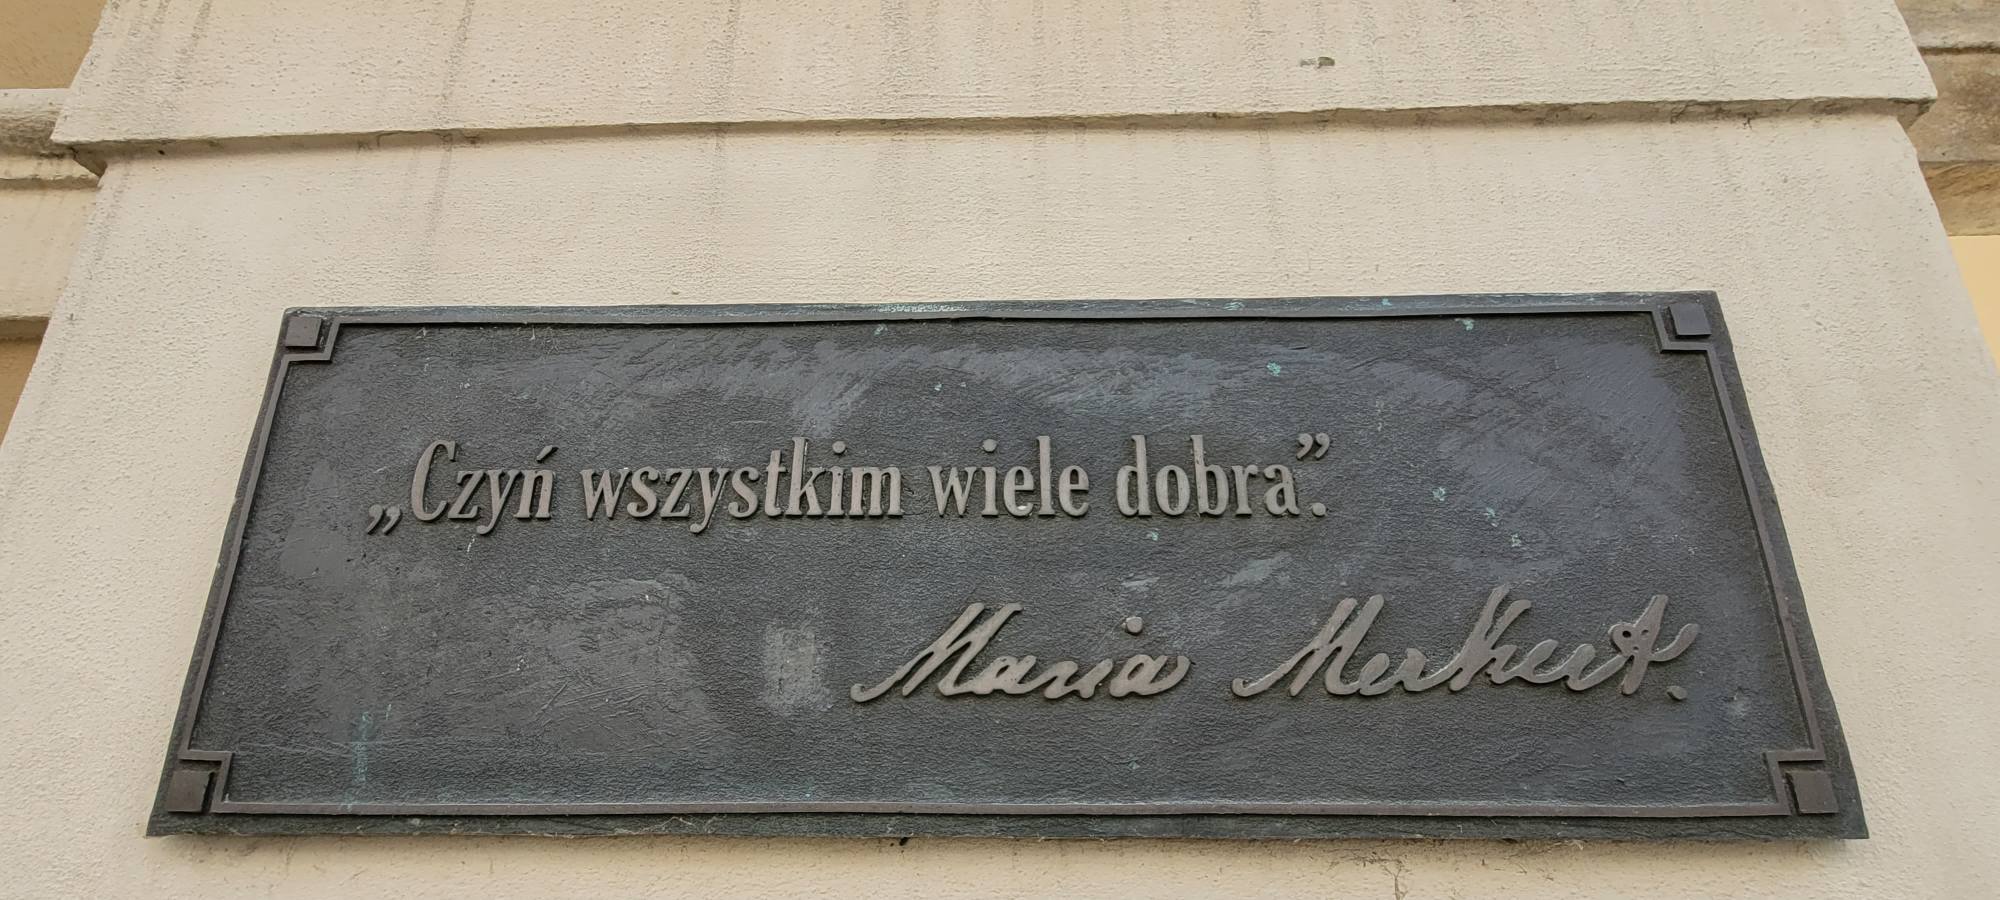 „Czyń wszystkim wiele dobra”.
Maria Merkert.